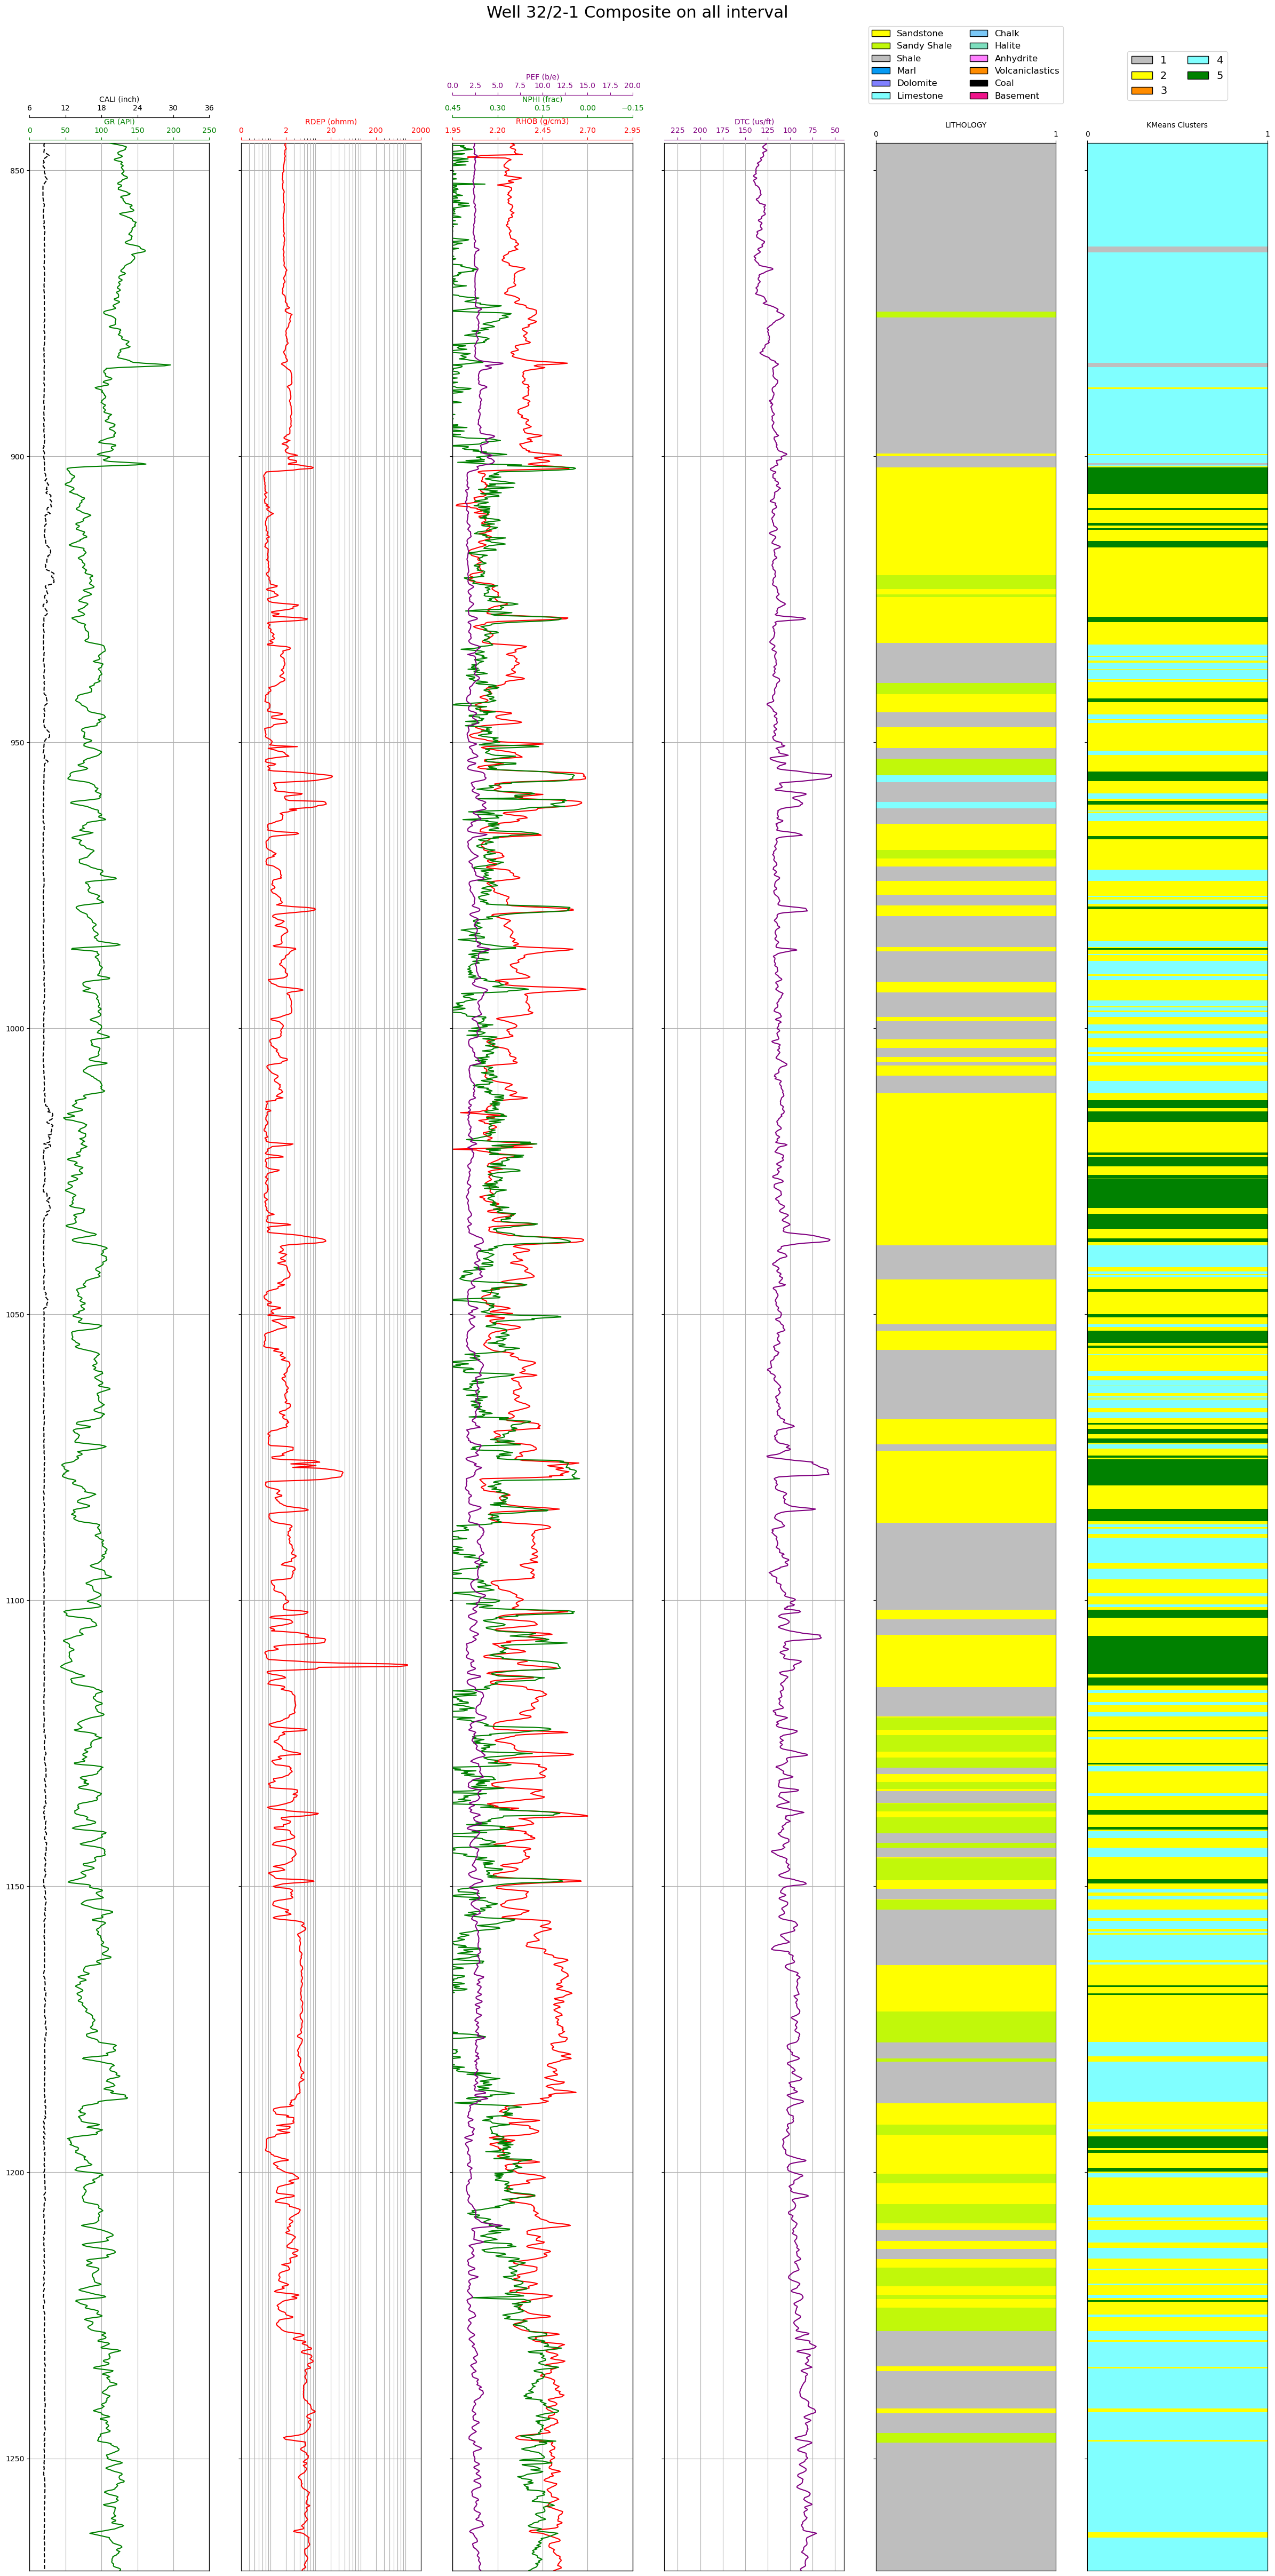 Well 32/2-1 Composite on all interval
Sandstone Chalk
Sandy Shale Halite
Shale Anhydrite
Marl Volcaniclastics
Dolomite Coal
Limestone Basement
1 4
2 5
3
PEF (b/e)
0.0 2.5 5.0 7.5 10.0 12.5 15.0 17.5 20.0
CALI (inch) NPHI (frac)
6 12 18 24 30 36 0.45 0.30 0.15 0.00 −0.15
GR (API) RDEP (ohmm) RHOB (g/cm3) DTC (us/ft) LITHOLOGY KMeans Clusters
0 50 100 150 200 250 0 2 20 200 2000 1.95 2.20 2.45 2.70 2.95 225 200 175 150 125 100 75 50 0 1 0 1
850
900
950
1000
1050
1100
1150
1200
1250